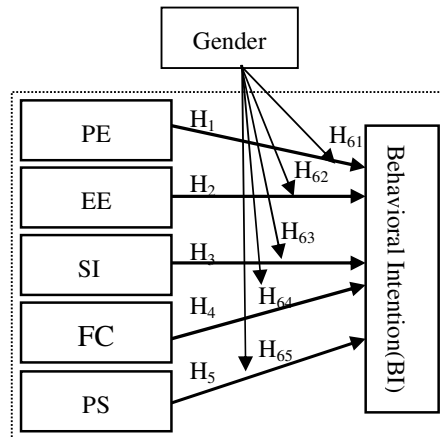 Gender
PE
H1
H61
EE
H2
H62
SI
H3
H63
FC
H4
H64
PS
H5
H65
Behavioral Intention(BI)